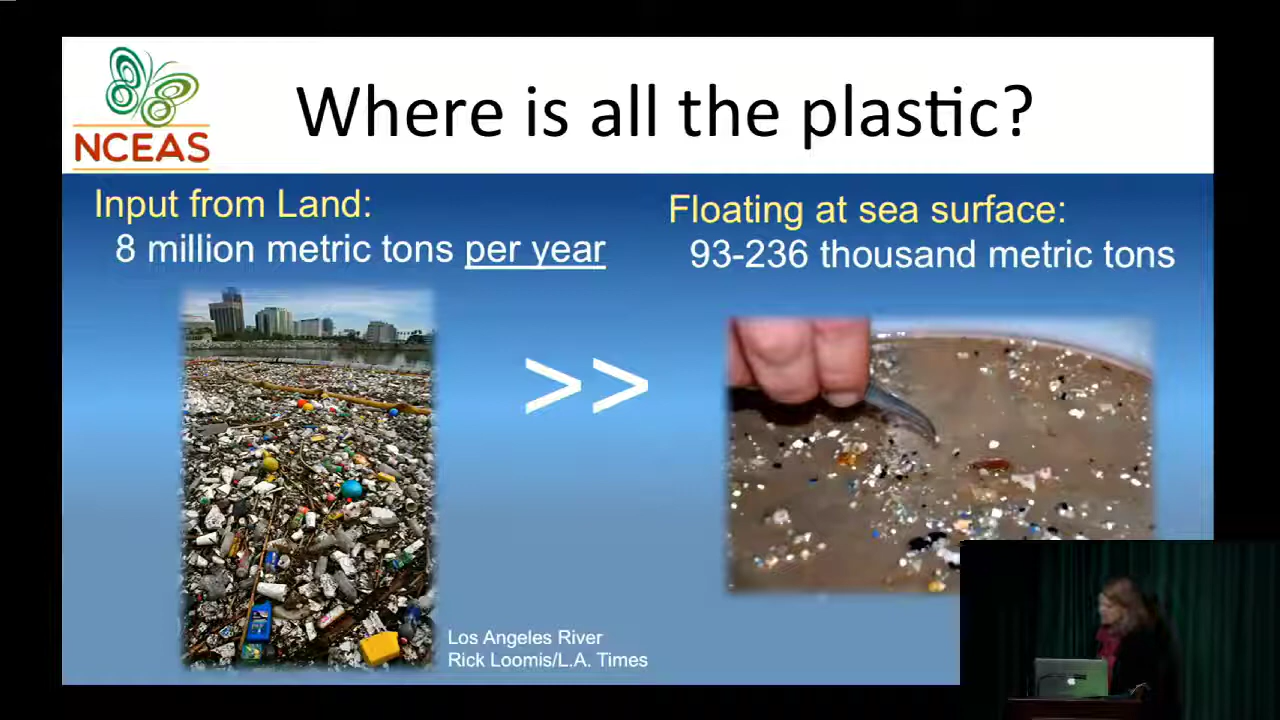 NCEAS
Where is all the plastic?
Input from Land:
8 million metric tons per year
Floating at sea surface:
93-236 thousand metric tons
>>
Los Angeles River
Rick Loomis/L.A. Times